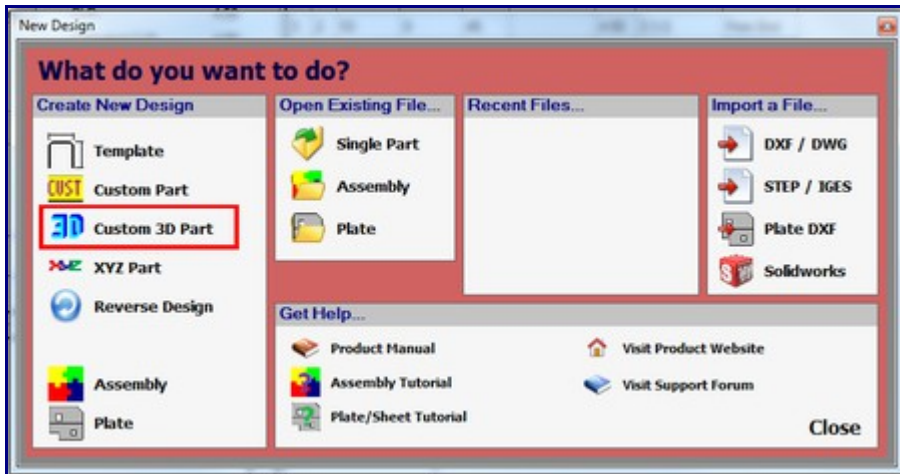 New Design
What do you want to do?
Create New Design
Template
CUST Custom Part
3D Custom 3D Part
XYZ XYZ Part
Reverse Design
Assembly
Plate
Open Existing File...
Single Part
Assembly
Plate
Recent Files...
Import a File...
DXF / DWG
STEP / IGES
Plate DXF
Solidworks
Get Help...
Product Manual
Assembly Tutorial
Plate/Sheet Tutorial
Visit Product Website
Visit Support Forum
Close